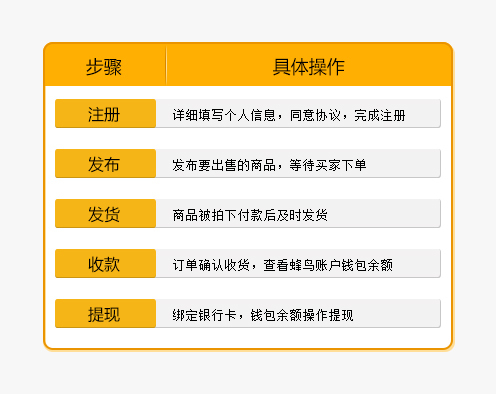 步骤 具体操作
注册 详细填写个人信息，同意协议，完成注册
发布 发布要出售的商品，等待买家下单
发货 商品被拍下付款后及时发货
收款 订单确认收货，查看蜂鸟账户钱包余额
提现 绑定银行卡，钱包余额操作提现